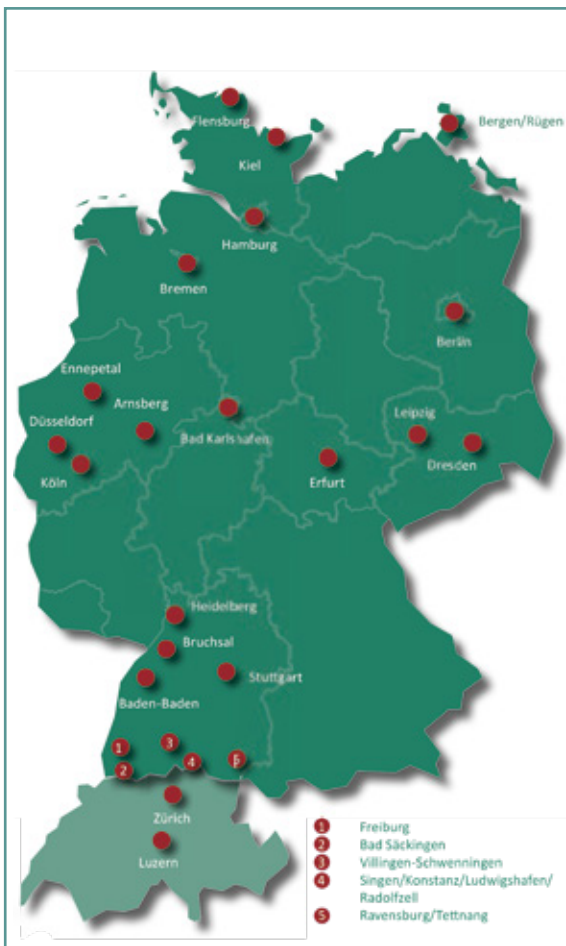 Flensburg
Bergen/Rügen
Kiel
Hamburg
Bremen
Berlin
Ennepetal
Arnsberg
Leipzig
Düsseldorf
Bad Karlshafen
Dresden
Köln
Erfurt
Heidelberg
Bruchsal
Stuttgart
Baden-Baden
3
1
5
4
2
Zürich
Luzern
1 Freiburg
2 Bad Säckingen
3 Villingen-Schwenningen
4 Singen/Konstanz/Ludwigshafen/
Radolfzell
5 Ravensburg/Tettnang